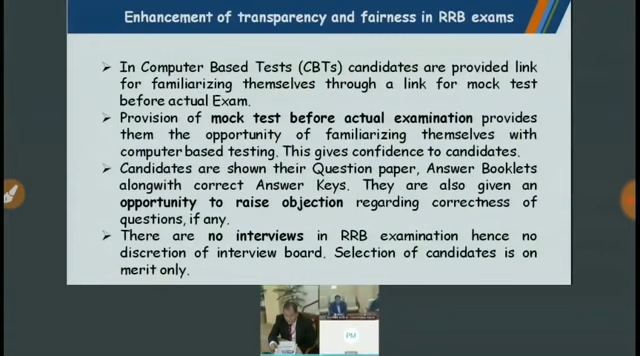 Enhancement of transparency and fairness in RRB exams
➢ In Computer Based Tests (CBTs) candidates are provided link
for familiarizing themselves through a link for mock test
before actual Exam.
➢ Provision of mock test before actual examination provides
them the opportunity of familiarizing themselves with
computer based testing. This gives confidence to candidates.
➢ Candidates are shown their Question paper, Answer Booklets
alongwith correct Answer Keys. They are also given an
opportunity to raise objection regarding correctness of
questions, if any.
➢ There are no interviews in RRB examination hence no
discretion of interview board. Selection of candidates is on
merit only.
PM